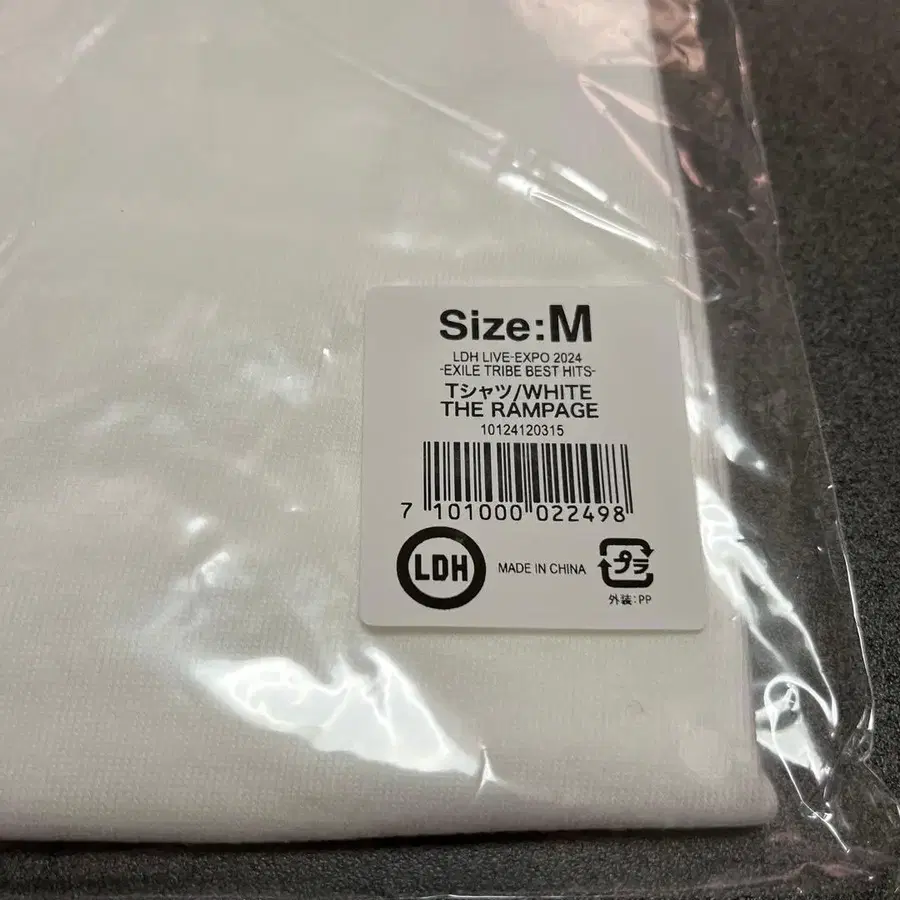 Size:M
LDH LIVE-EXPO 2024
-EXILE TRIBE BEST HITS-
Tシャツ/WHITE
THE RAMPAGE
10124120315
7 101000 022498
LDH
MADE IN CHINA
プラ
外装:PP